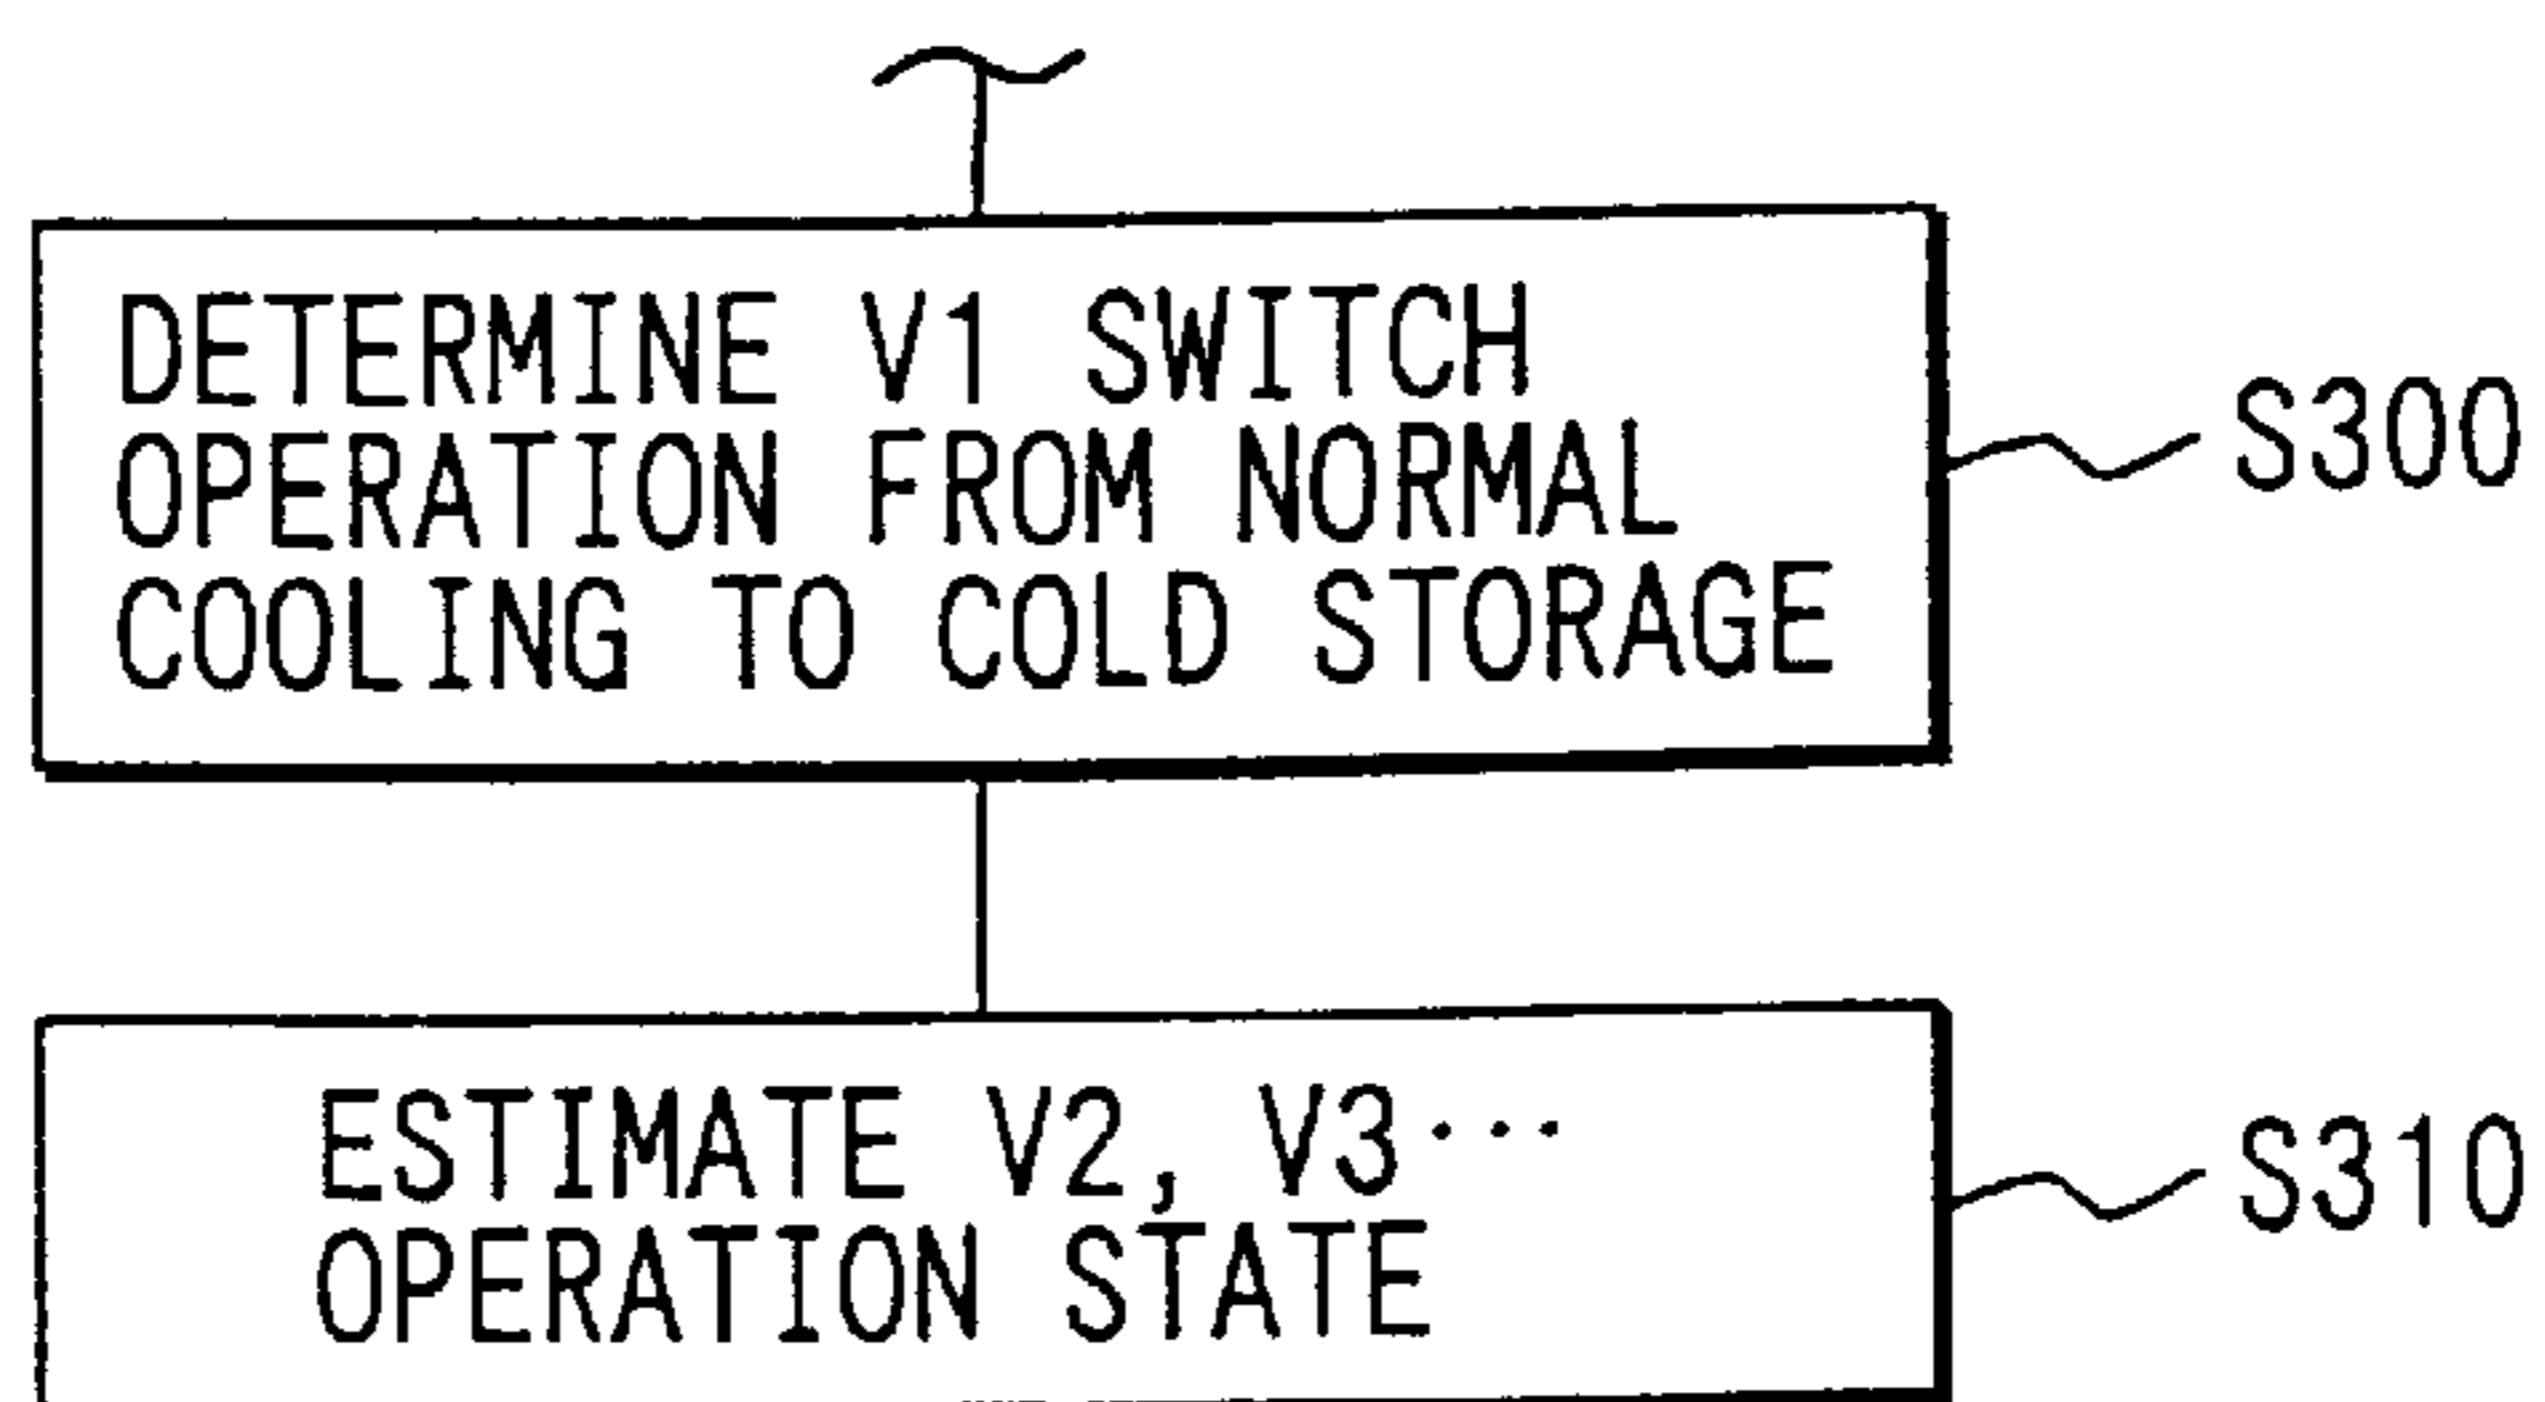 DETERMINE V1 SWITCH
OPERATION FROM NORMAL
COOLING TO COLD STORAGE
S300
ESTIMATE V2, V3···
OPERATION STATE
S310